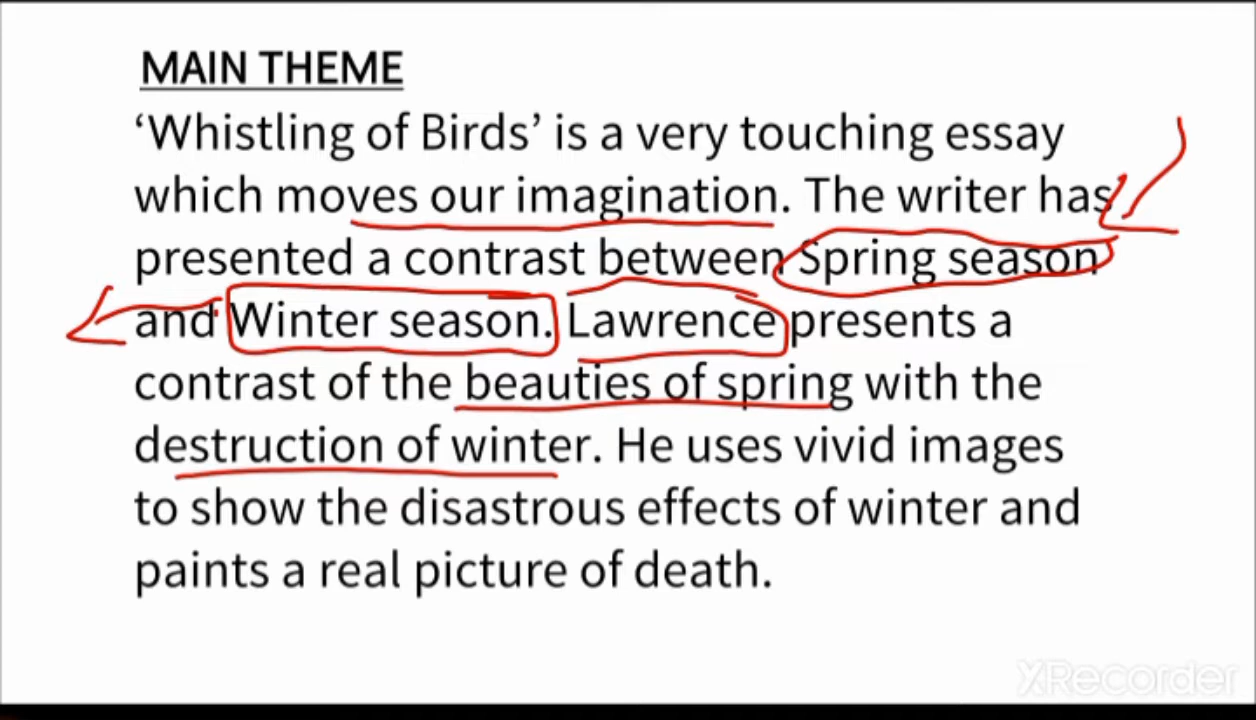 MAIN THEME
‘Whistling of Birds’ is a very touching essay
which moves our imagination. The writer has
presented a contrast between Spring season
and Winter season. Lawrence presents a
contrast of the beauties of spring with the
destruction of winter. He uses vivid images
to show the disastrous effects of winter and
paints a real picture of death.
XRecorder